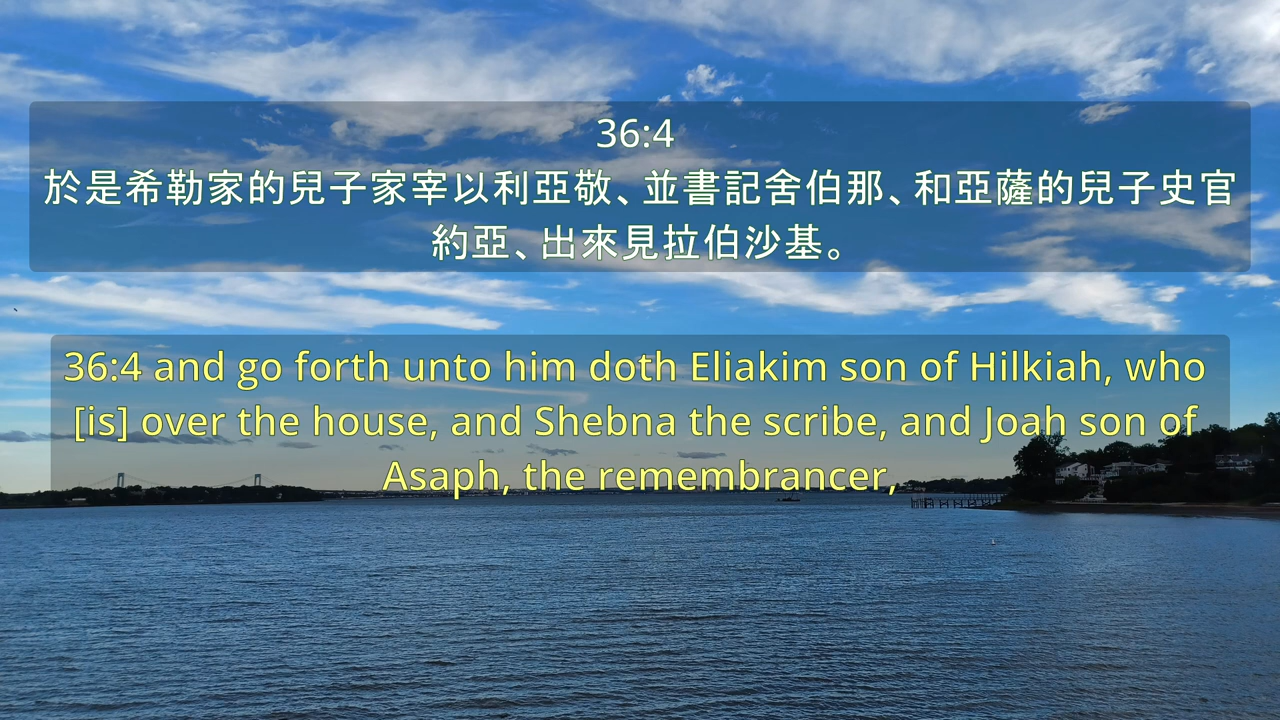 36:4
於是希勒家的兒子家宰以利亞敬、並書記舍伯那、和亞薩的兒子史官
約亞、出來見拉伯沙基。
36:4 and go forth unto him doth Eliakim son of Hilkiah, who
[is] over the house, and Shebna the scribe, and Joah son of
Asaph, the remembrancer,